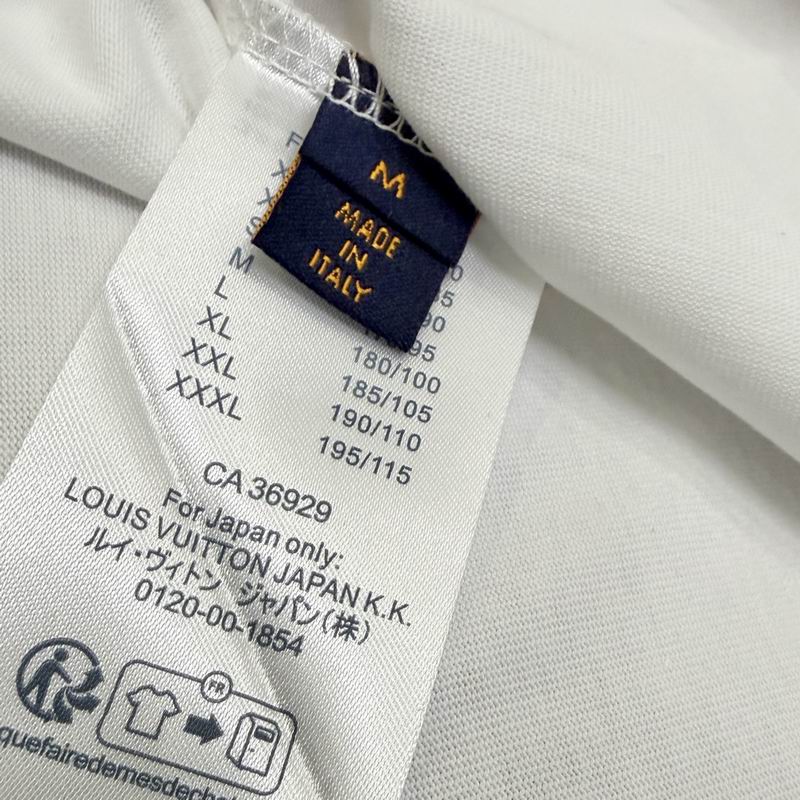 M
MADE
IN
ITALY
M
L
XL 180/100
XXL 185/105
XXXL 190/110
195/115
CA 36929
For Japan only:
LOUIS VUITTON JAPAN K.K.
ルイ・ヴィトン ジャパン(株)
0120-00-1854
FR